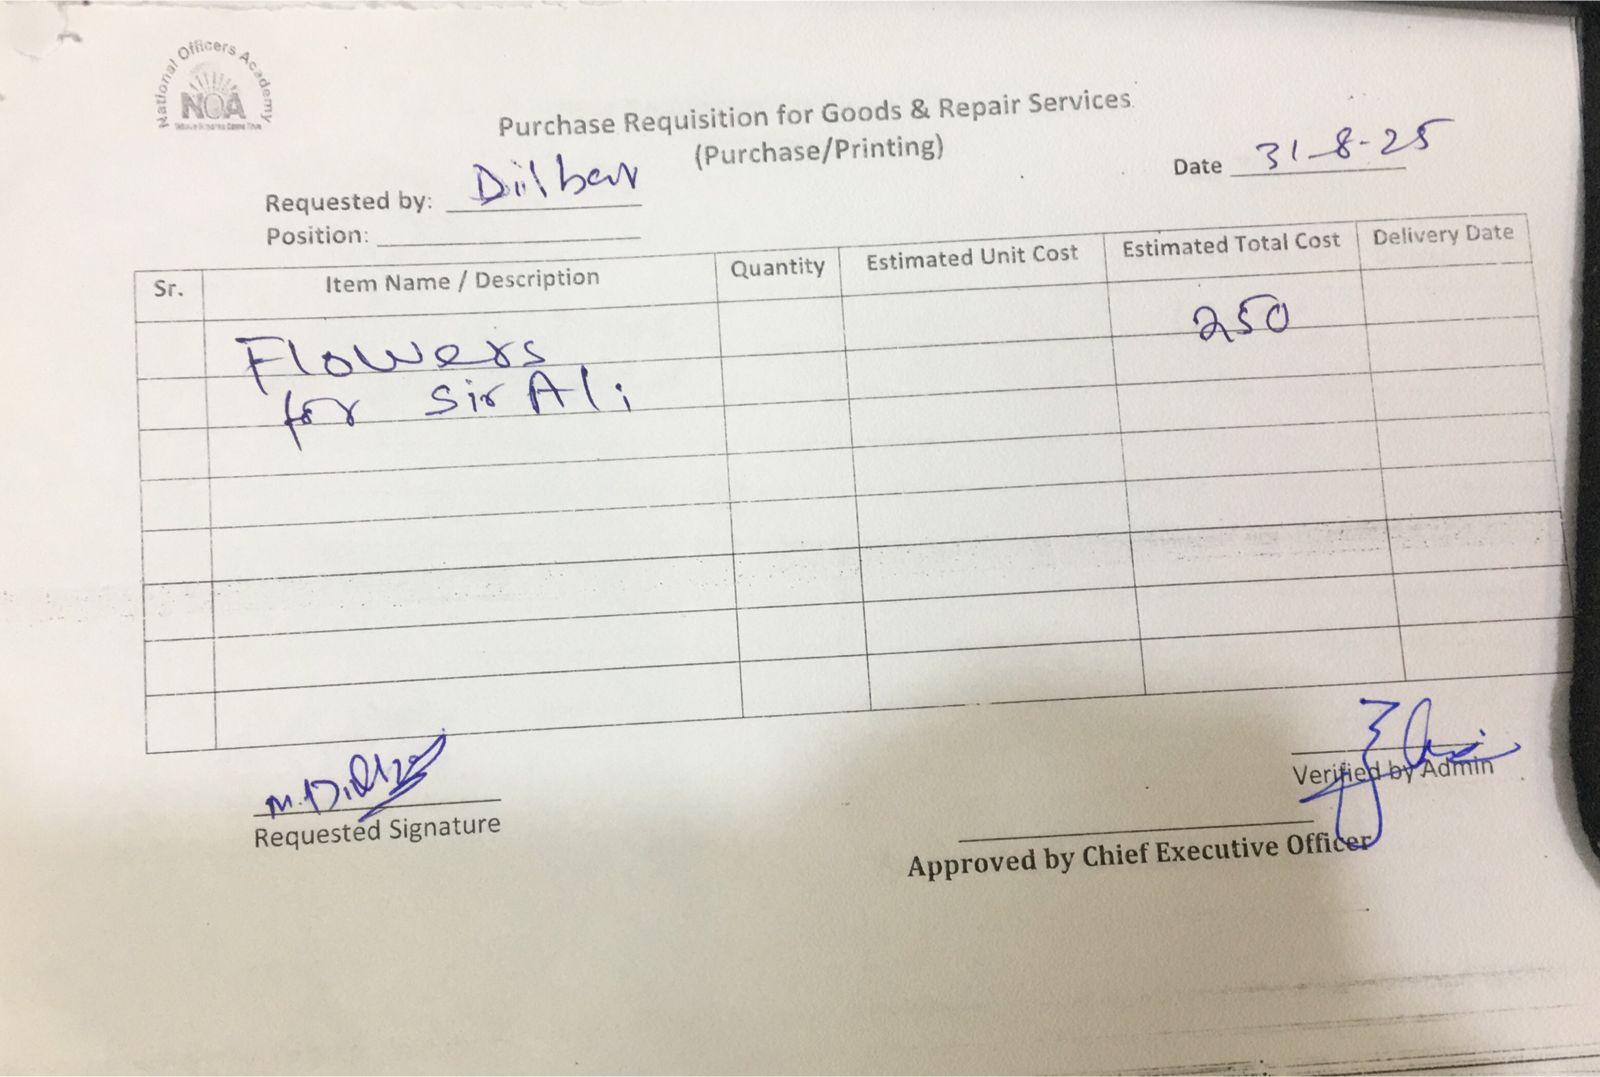 National Officers Academy
NOA
Purchase Requisition for Goods & Repair Services
(Purchase/Printing)
Date 31-8-25
Requested by: Dilbar
Position:
Sr. Item Name / Description Quantity Estimated Unit Cost Estimated Total Cost Delivery Date
Flowers 250
for Sir Ali
M. Dilbar
Requested Signature
Verified by Admin
Approved by Chief Executive Officer